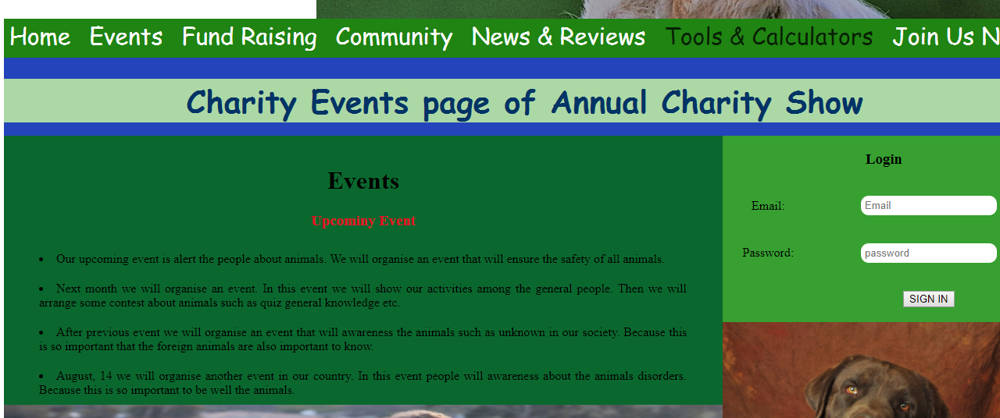 Home Events Fund Raising Community News & Reviews Tools & Calculators Join Us N
Charity Events page of Annual Charity Show
Events
Upcominy Event
• Our upcoming event is alert the people about animals. We will organise an event that will ensure the safety of all animals.
• Next month we will organise an event. In this event we will show our activities among the general people. Then we will
arrange some contest about animals such as quiz general knowledge etc.
• After previous event we will organise an event that will awareness the animals such as unknown in our society. Because this
is so important that the foreign animals are also important to know.
• August, 14 we will organise another event in our country. In this event people will awareness about the animals disorders.
Because this is so important to be well the animals.
Login
Email: Email
Password: password
SIGN IN